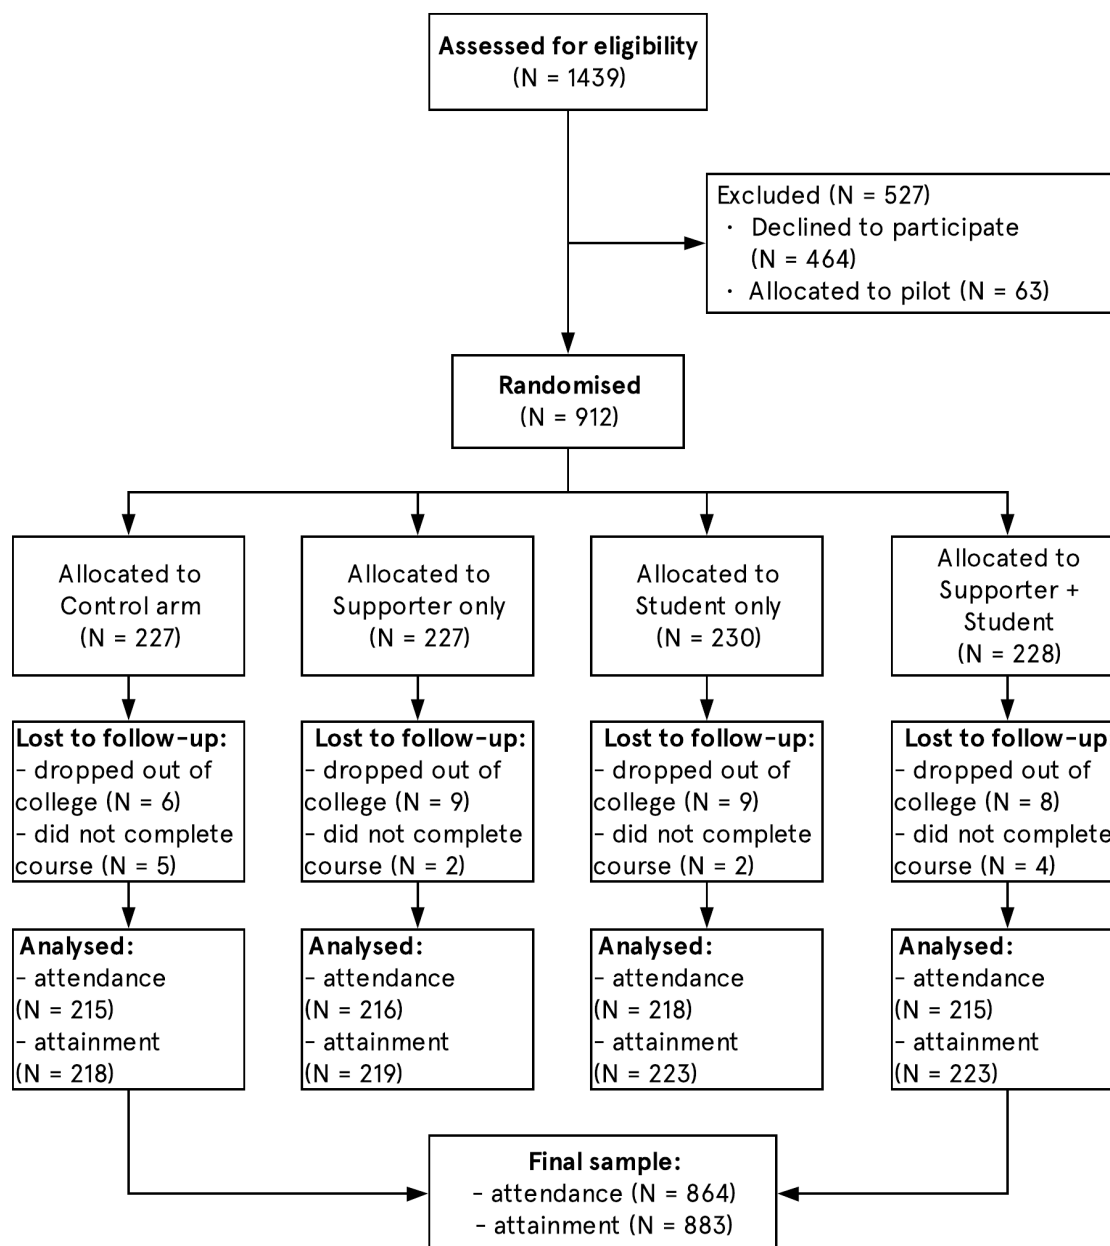 Assessed for eligibility
(N = 1439)
Excluded (N = 527)
· Declined to participate
(N = 464)
· Allocated to pilot (N = 63)
Randomised
(N = 912)
Allocated to
Control arm
(N = 227)
Allocated to
Supporter only
(N = 227)
Allocated to
Student only
(N = 230)
Allocated to
Supporter +
Student
(N = 228)
Lost to follow-up:
- dropped out of
college (N = 6)
- did not complete
course (N = 5)
Lost to follow-up:
- dropped out of
college (N = 9)
- did not complete
course (N = 2)
Lost to follow-up:
- dropped out of
college (N = 9)
- did not complete
course (N = 2)
Lost to follow-up
- dropped out of
college (N = 8)
- did not complete
course (N = 4)
Analysed:
- attendance
(N = 215)
- attainment
(N = 218)
Analysed:
- attendance
(N = 216)
- attainment
(N = 219)
Analysed:
- attendance
(N = 218)
- attainment
(N = 223)
Analysed:
- attendance
(N = 215)
- attainment
(N = 223)
Final sample:
- attendance (N = 864)
- attainment (N = 883)